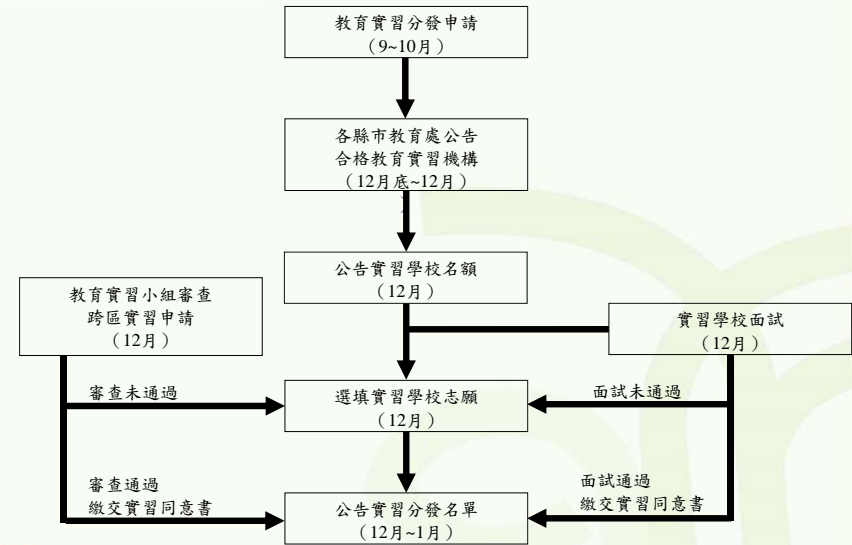 教育實習分發申請
（9~10月）
各縣市教育處公告
合格教育實習機構
（12月底~12月）
）
公告實習學校名額
（12月）
教育實習小組審查
跨區實習申請
（12月）
實習學校面試
（12月）
審查未通過
選填實習學校志願
（12月）
面試未通過
審查通過
繳交實習同意書
公告實習分發名單
（12月~1月）
面試通過
繳交實習同意書